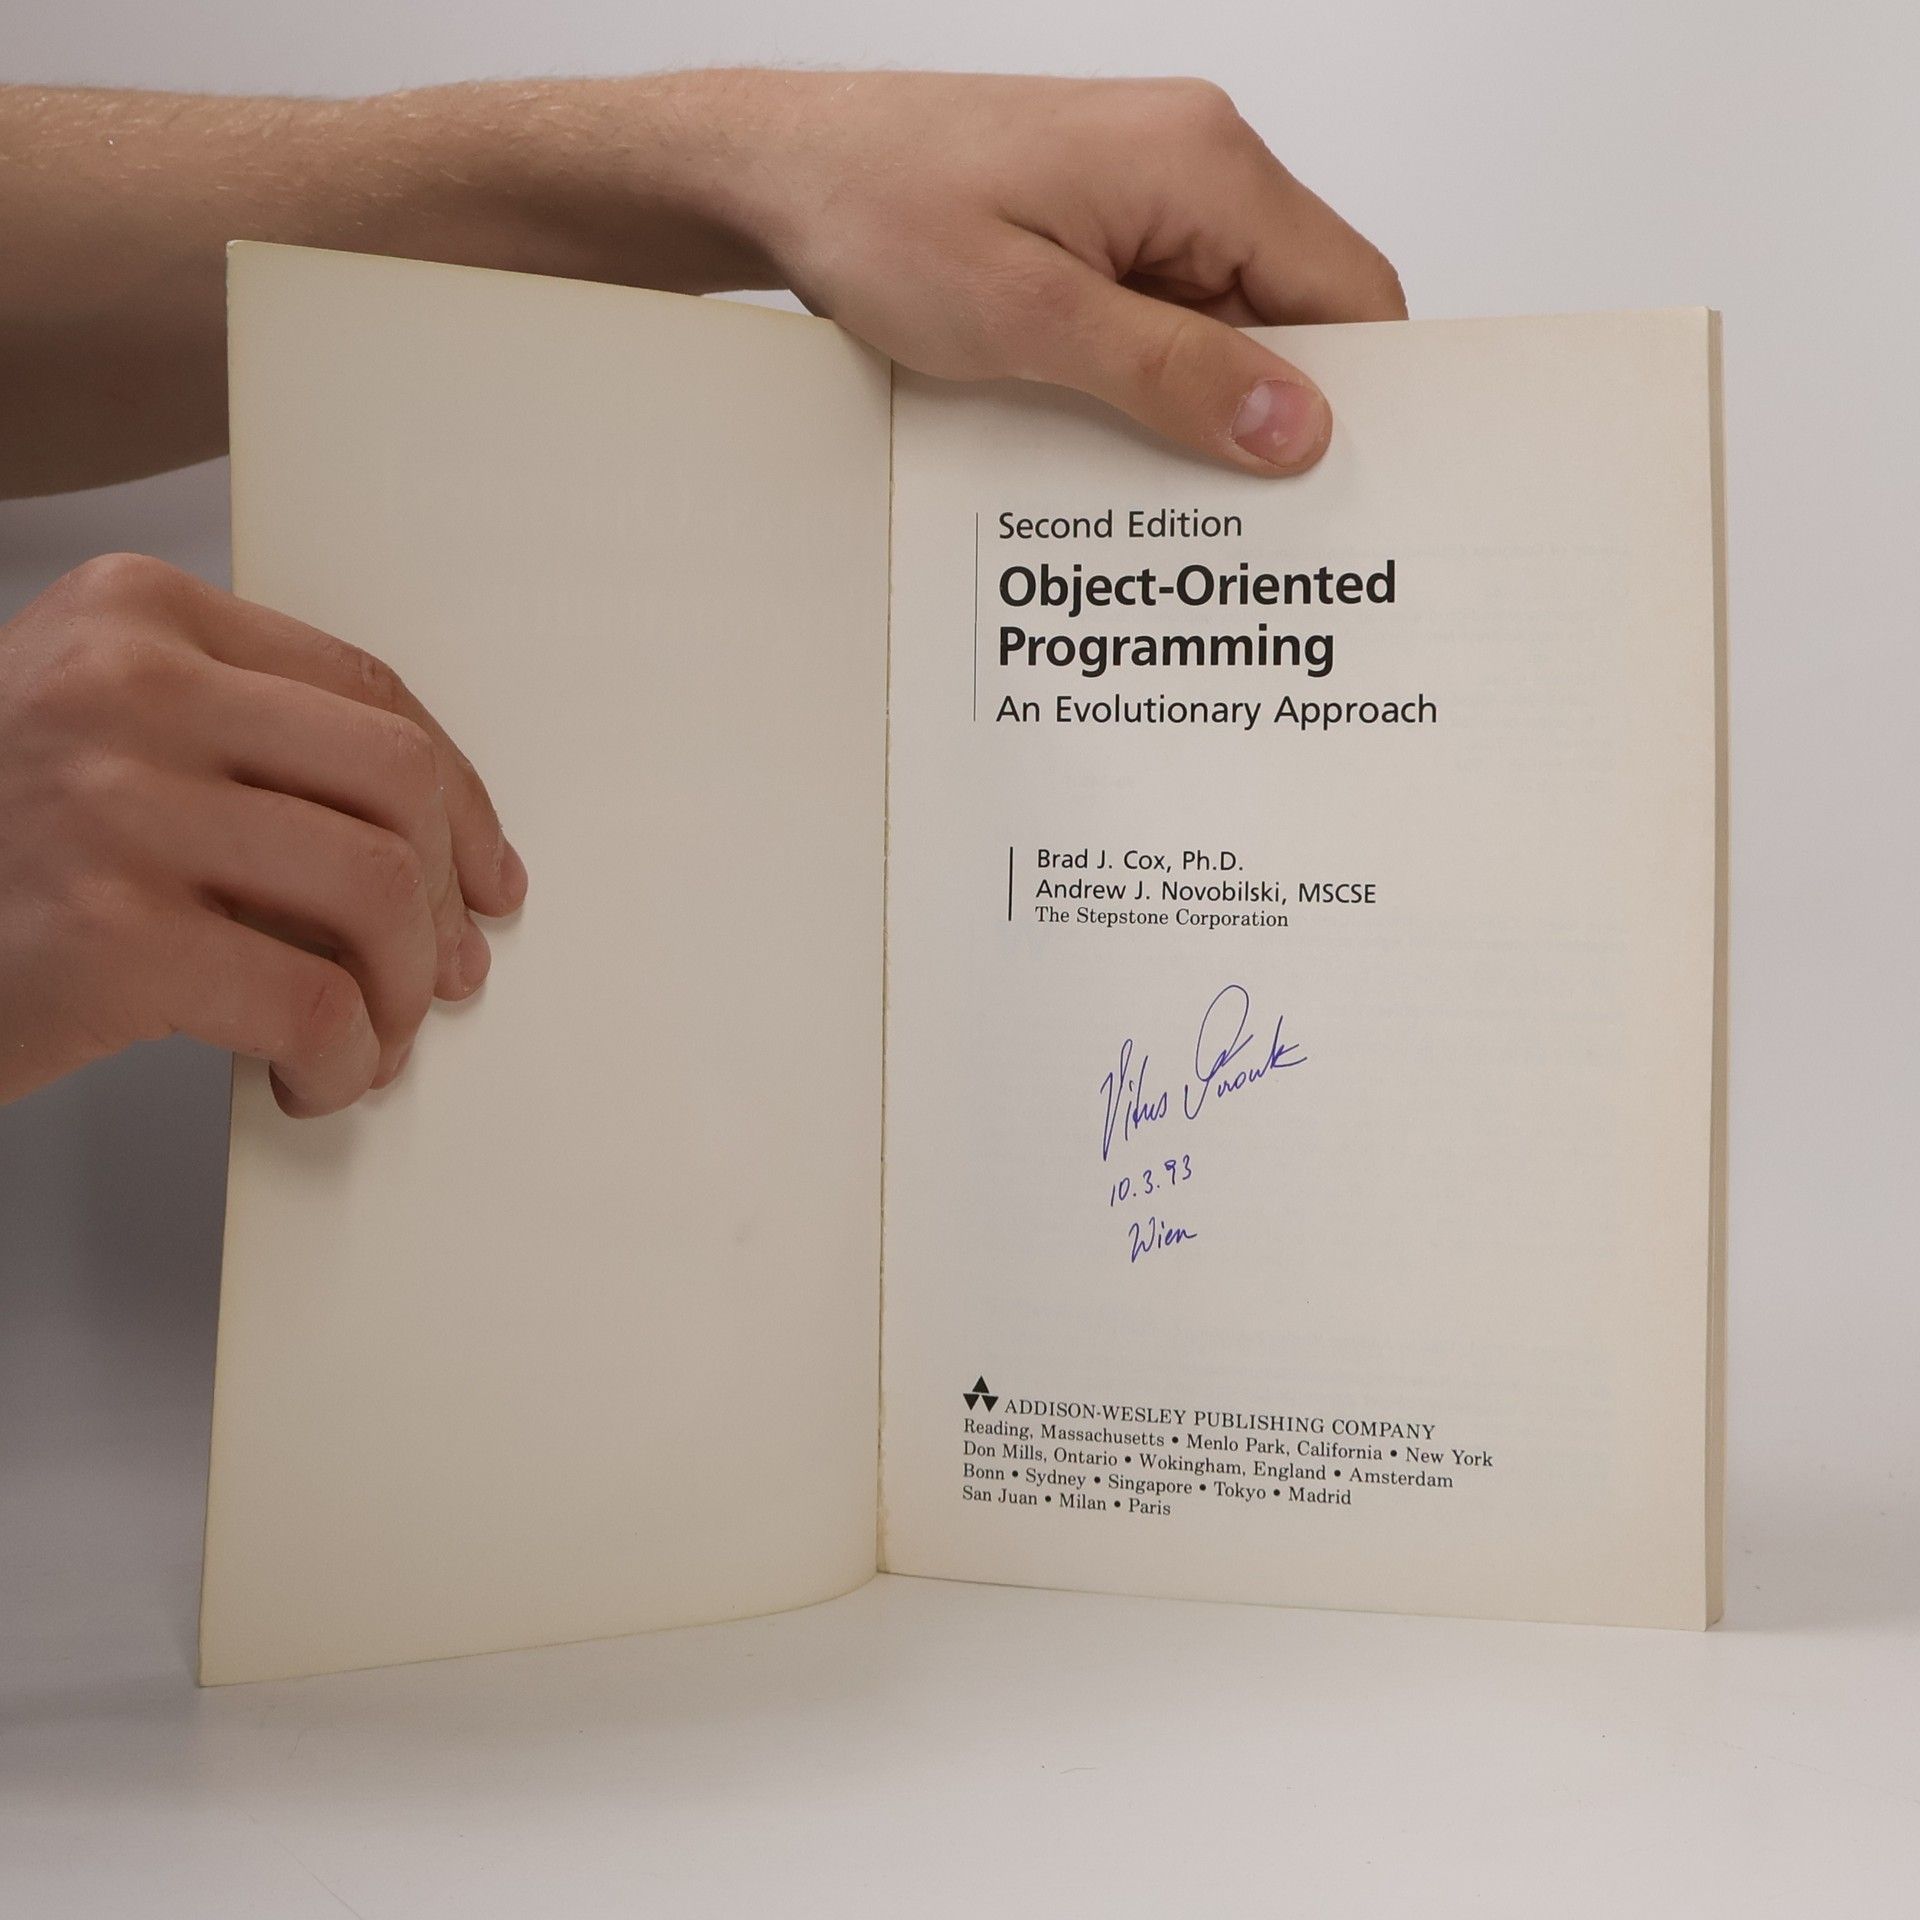 Second Edition
Object-Oriented
Programming
An Evolutionary Approach
Brad J. Cox, Ph.D.
Andrew J. Novobilski, MSCSE
The Stepstone Corporation
Vitus
10.3.93
Wien
ADDISON-WESLEY PUBLISHING COMPANY
Reading, Massachusetts • Menlo Park, California • New York
Don Mills, Ontario • Wokingham, England • Amsterdam
Bonn • Sydney • Singapore • Tokyo • Madrid
San Juan • Milan • Paris